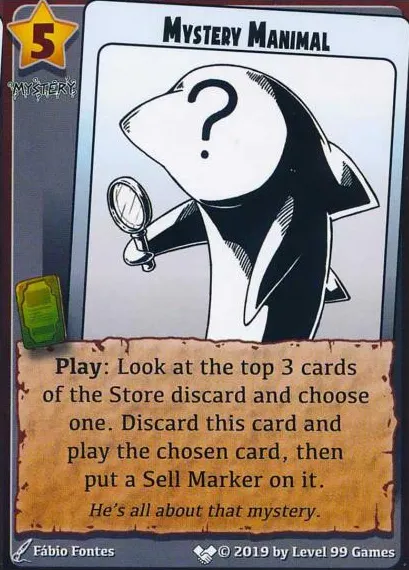 5
MYSTERY MANIMAL
MYSTERY
?
Play: Look at the top 3 cards
of the Store discard and choose
one. Discard this card and
play the chosen card, then
put a Sell Marker on it.
He's all about that mystery.
Fábio Fontes
© 2019 by Level 99 Games